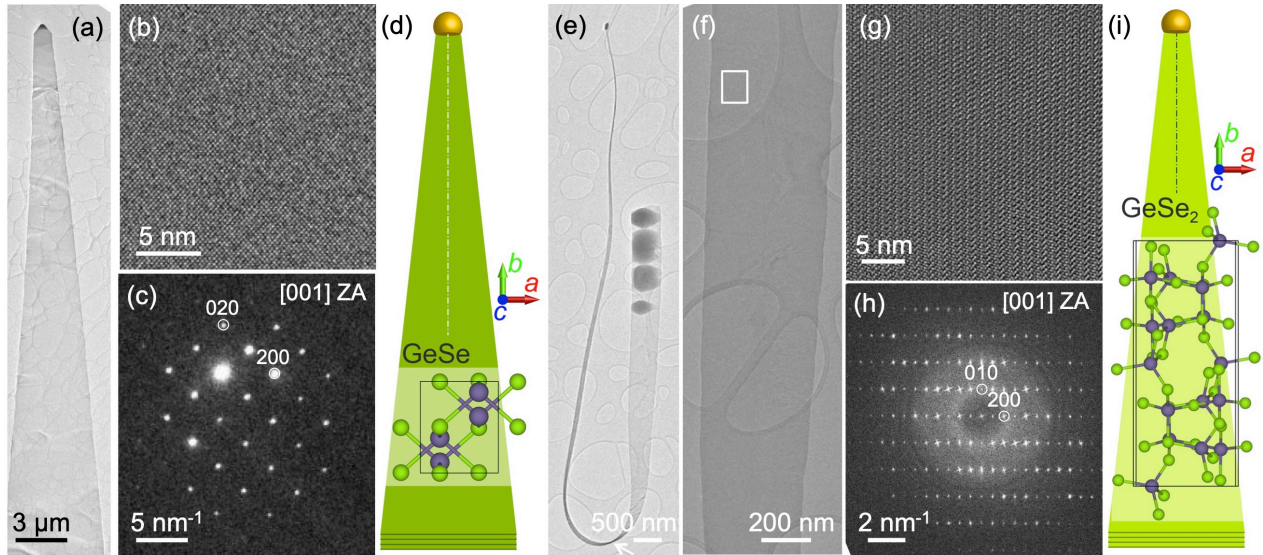 (a)
3 μm
(b)
5 nm
(c)
[001] ZA
020
200
5 nm⁻¹
(d)
b
a
c
GeSe
(e)
500 nm
(f)
200 nm
(g)
5 nm
(h)
[001] ZA
010
200
2 nm⁻¹
(i)
b
a
c
GeSe₂